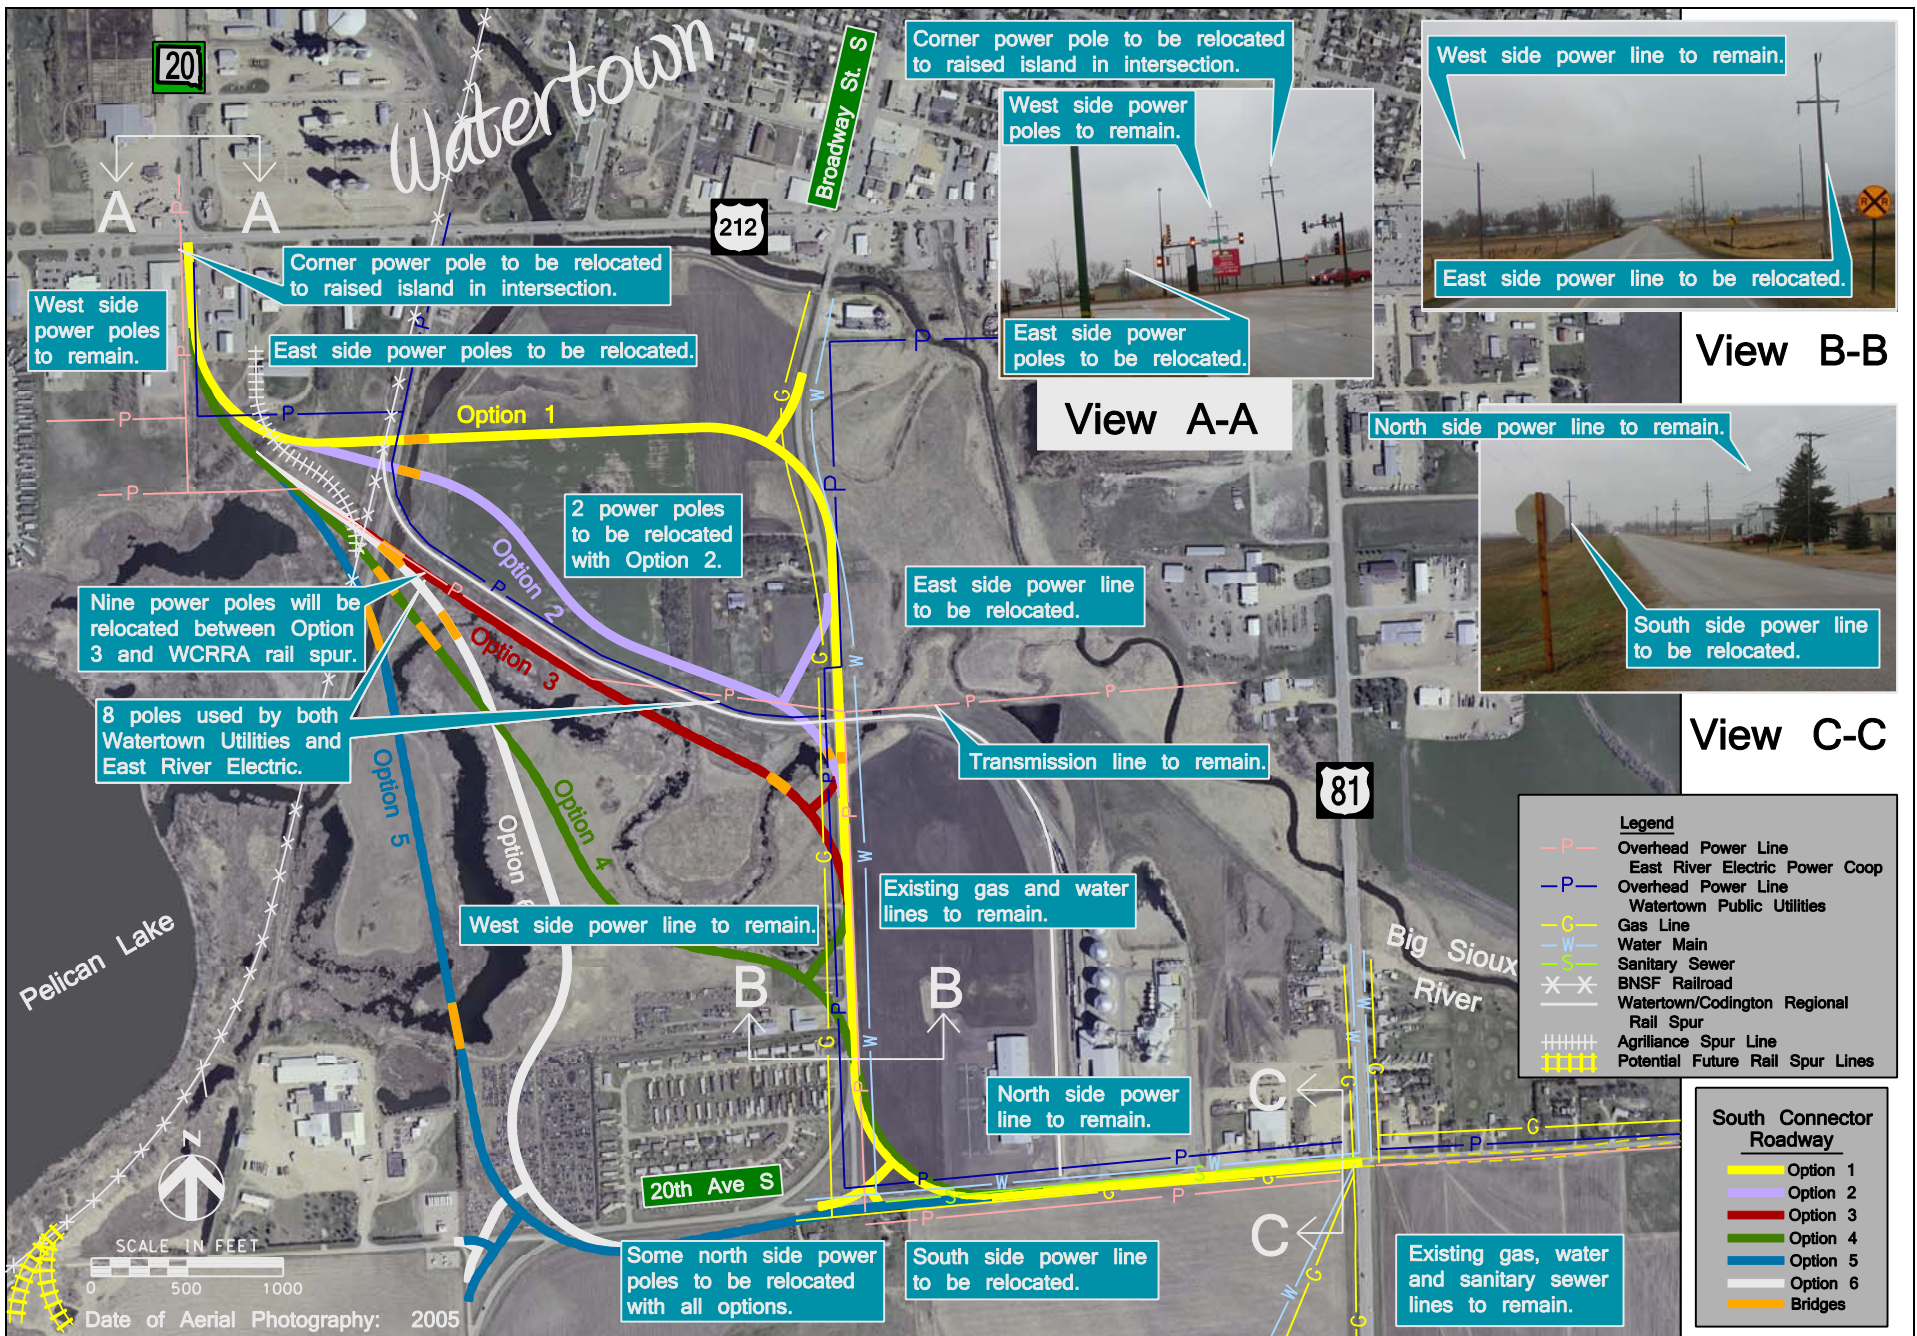 20
Watertown
Broadway St. S
212
A
A
Corner power pole to be relocated
to raised island in intersection.
West side
power poles
to remain.
East side power poles to be relocated.
Option 1
2 power poles
to be relocated
with Option 2.
Option 2
Option 3
Nine power poles will be
relocated between Option
3 and WCRRA rail spur.
8 poles used by both
Watertown Utilities and
East River Electric.
Option 5
Option 4
Option 6
East side power line
to be relocated.
Transmission line to remain.
West side power line to remain.
Existing gas and water
lines to remain.
B
B
Pelican Lake
81
Big Sioux
River
North side power
line to remain.
C
C
20th Ave S
Some north side power
poles to be relocated
with all options.
South side power line
to be relocated.
Existing gas, water
and sanitary sewer
lines to remain.
N
SCALE IN FEET
0 500 1000
Date of Aerial Photography: 2005
Corner power pole to be relocated
to raised island in intersection.
West side power
poles to remain.
East side power
poles to be relocated.
View A-A
West side power line to remain.
East side power line to be relocated.
R R
View B-B
North side power line to remain.
South side power line
to be relocated.
View C-C
Legend
P Overhead Power Line
East River Electric Power Coop
P Overhead Power Line
Watertown Public Utilities
G Gas Line
W Water Main
S Sanitary Sewer
X X BNSF Railroad
Watertown/Codington Regional
Rail Spur
Agriliance Spur Line
Potential Future Rail Spur Lines
South Connector
Roadway
Option 1
Option 2
Option 3
Option 4
Option 5
Option 6
Bridges